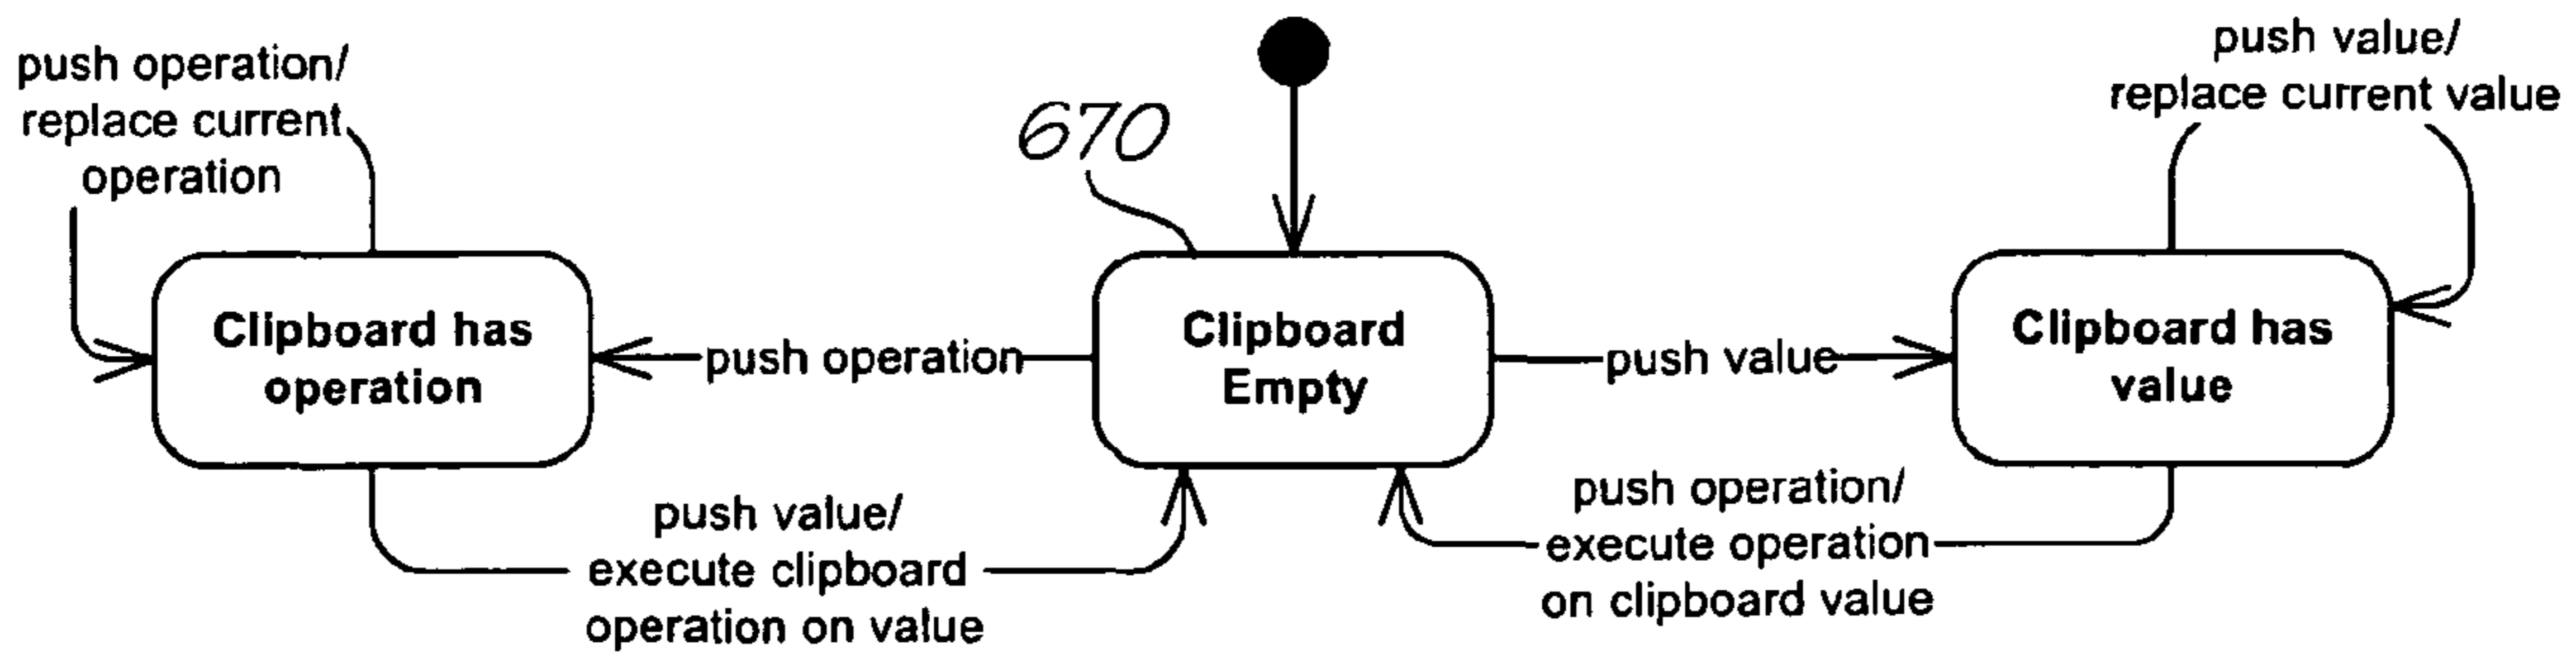 push operation/
replace current
operation
670
push value/
replace current value
Clipboard has
operation
push operation
Clipboard
Empty
push value
Clipboard has
value
push value/
execute clipboard
operation on value
push operation/
execute operation
on clipboard value